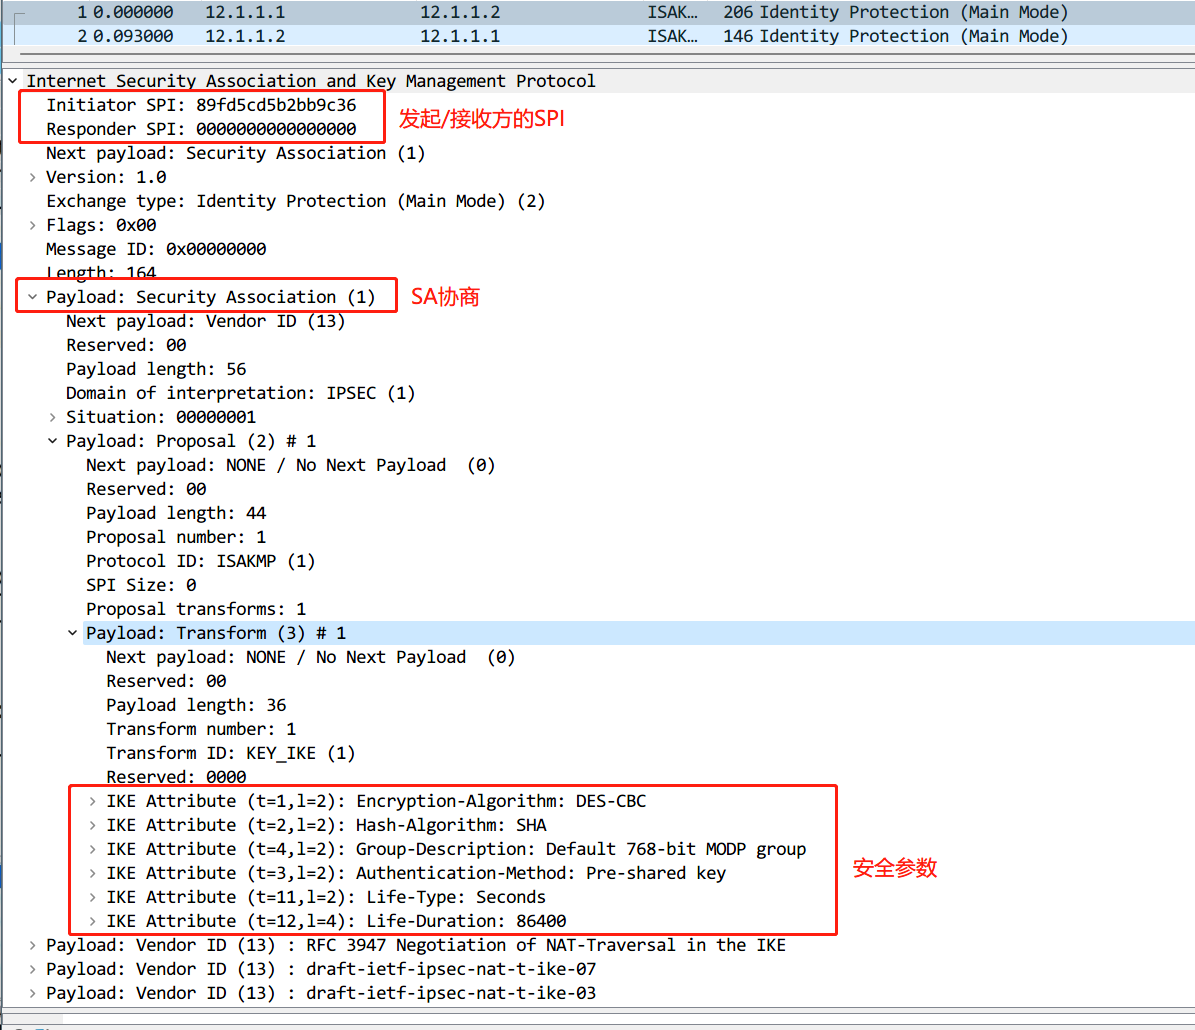 1 0.000000 12.1.1.1 12.1.1.2 ISAK… 206 Identity Protection (Main Mode)
2 0.093000 12.1.1.2 12.1.1.1 ISAK… 146 Identity Protection (Main Mode)
Internet Security Association and Key Management Protocol
Initiator SPI: 89fd5cd5b2bb9c36
Responder SPI: 0000000000000000
发起/接收方的SPI
Next payload: Security Association (1)
Version: 1.0
Exchange type: Identity Protection (Main Mode) (2)
Flags: 0x00
Message ID: 0x00000000
Length: 164
Payload: Security Association (1)
SA协商
Next payload: Vendor ID (13)
Reserved: 00
Payload length: 56
Domain of interpretation: IPSEC (1)
Situation: 00000001
Payload: Proposal (2) # 1
Next payload: NONE / No Next Payload  (0)
Reserved: 00
Payload length: 44
Proposal number: 1
Protocol ID: ISAKMP (1)
SPI Size: 0
Proposal transforms: 1
Payload: Transform (3) # 1
Next payload: NONE / No Next Payload  (0)
Reserved: 00
Payload length: 36
Transform number: 1
Transform ID: KEY_IKE (1)
Reserved: 0000
IKE Attribute (t=1,l=2): Encryption-Algorithm: DES-CBC
IKE Attribute (t=2,l=2): Hash-Algorithm: SHA
IKE Attribute (t=4,l=2): Group-Description: Default 768-bit MODP group
IKE Attribute (t=3,l=2): Authentication-Method: Pre-shared key
安全参数
IKE Attribute (t=11,l=2): Life-Type: Seconds
IKE Attribute (t=12,l=4): Life-Duration: 86400
Payload: Vendor ID (13) : RFC 3947 Negotiation of NAT-Traversal in the IKE
Payload: Vendor ID (13) : draft-ietf-ipsec-nat-t-ike-07
Payload: Vendor ID (13) : draft-ietf-ipsec-nat-t-ike-03